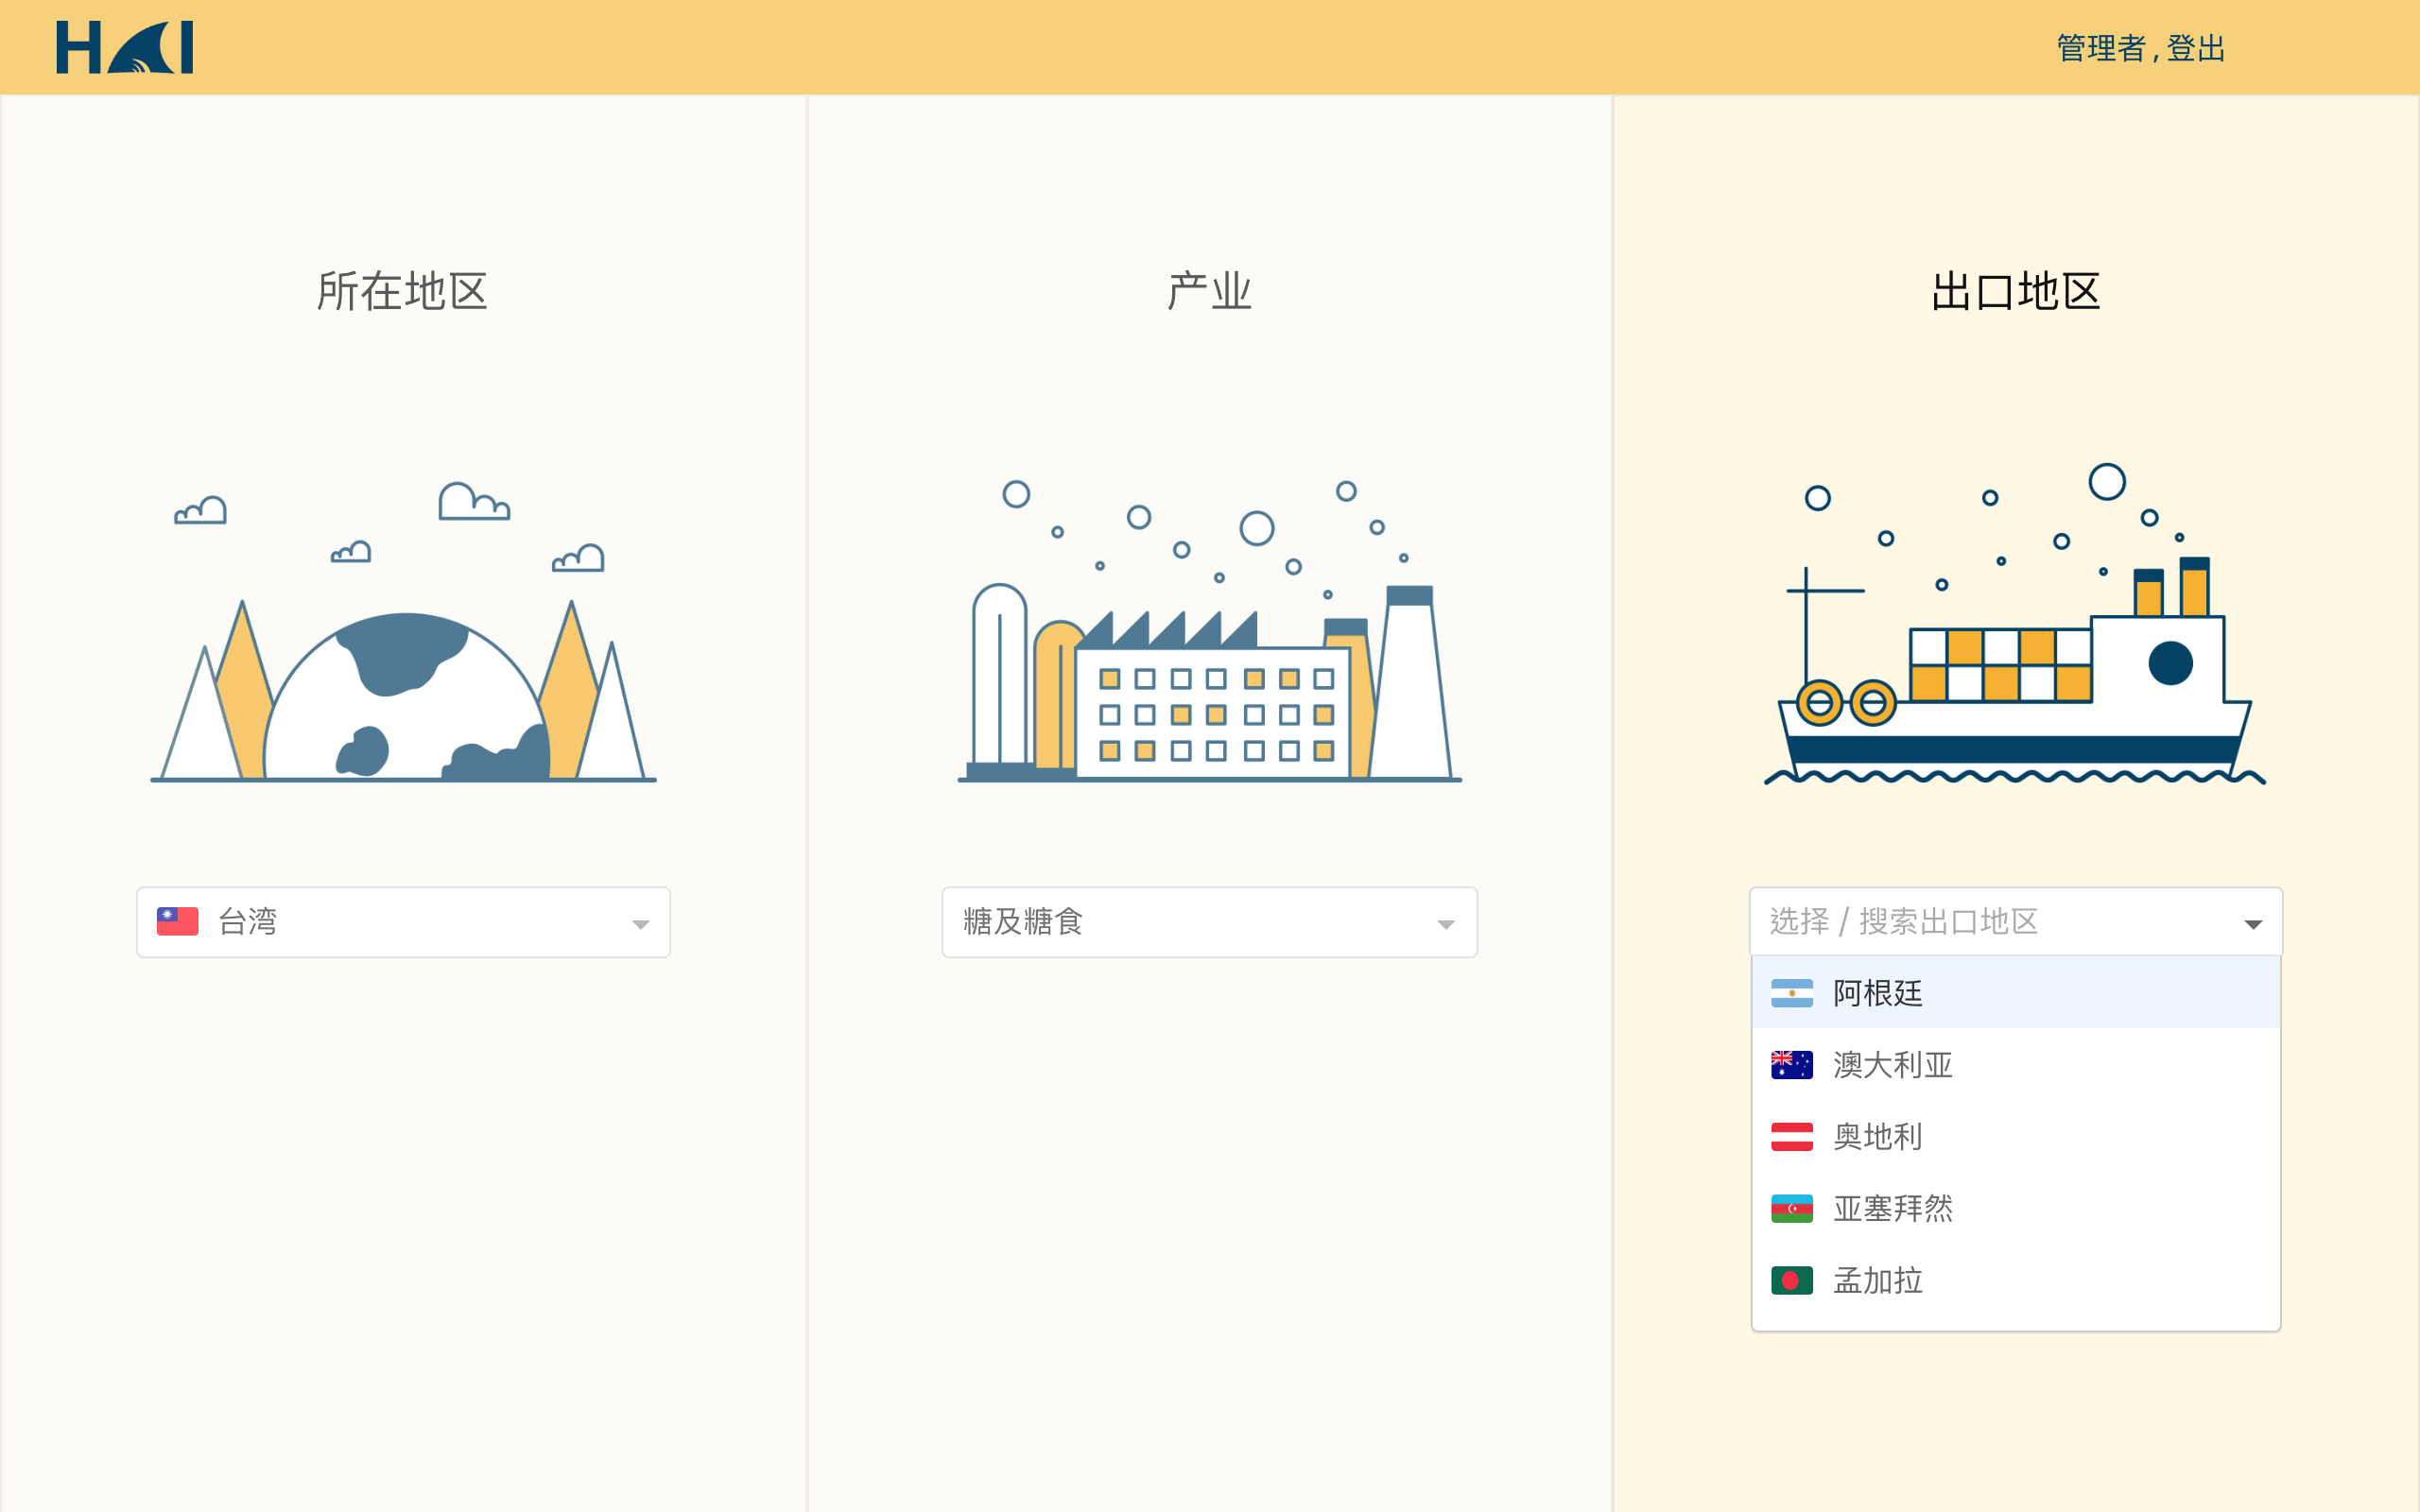 HAI
管理者 , 登出
所在地区
产业
出口地区
台湾
糖及糖食
选择 / 搜索出口地区
阿根廷
澳大利亚
奥地利
亚塞拜然
孟加拉